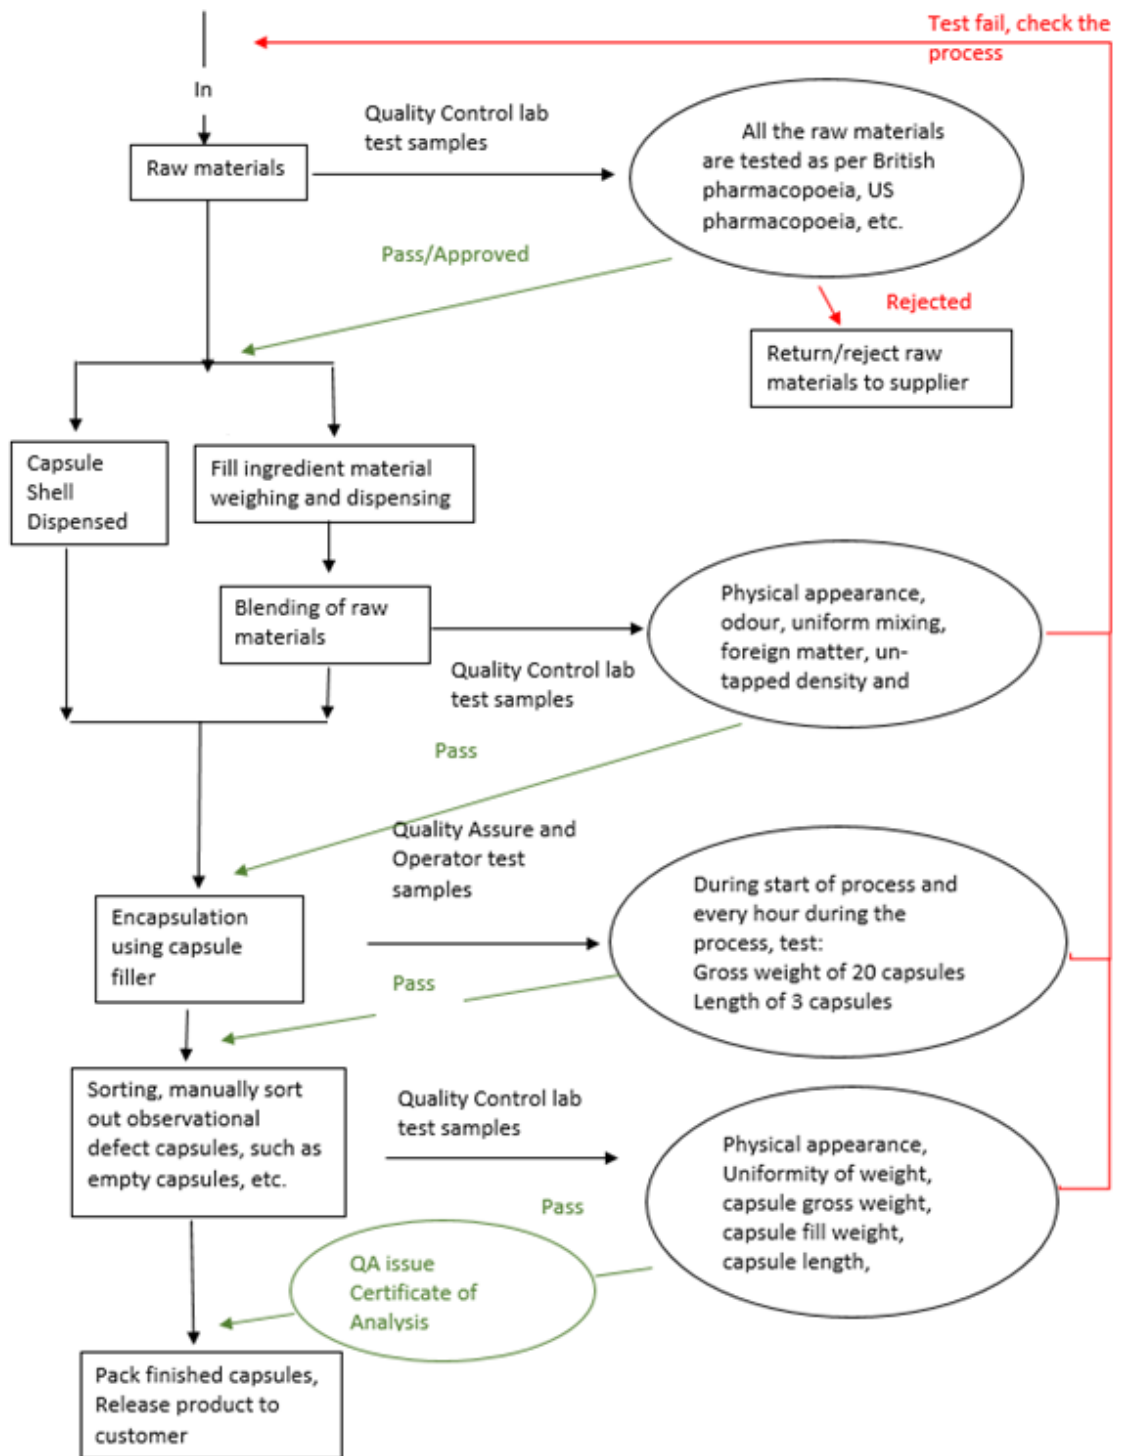 Test fail, check the
process
In
Quality Control lab
test samples
Raw materials
All the raw materials
are tested as per British
pharmacopoeia, US
pharmacopoeia, etc.
Pass/Approved
Rejected
Return/reject raw
materials to supplier
Capsule
Shell
Dispensed
Fill ingredient material
weighing and dispensing
Blending of raw
materials
Quality Control lab
test samples
Physical appearance,
odour, uniform mixing,
foreign matter, un-
tapped density and
Pass
Quality Assure and
Operator test
samples
Encapsulation
using capsule
filler
During start of process and
every hour during the
process, test:
Gross weight of 20 capsules
Length of 3 capsules
Pass
Sorting, manually sort
out observational
defect capsules, such as
empty capsules, etc.
Quality Control lab
test samples
Physical appearance,
Uniformity of weight,
capsule gross weight,
capsule fill weight,
capsule length,
Pass
QA issue
Certificate of
Analysis
Pack finished capsules,
Release product to
customer